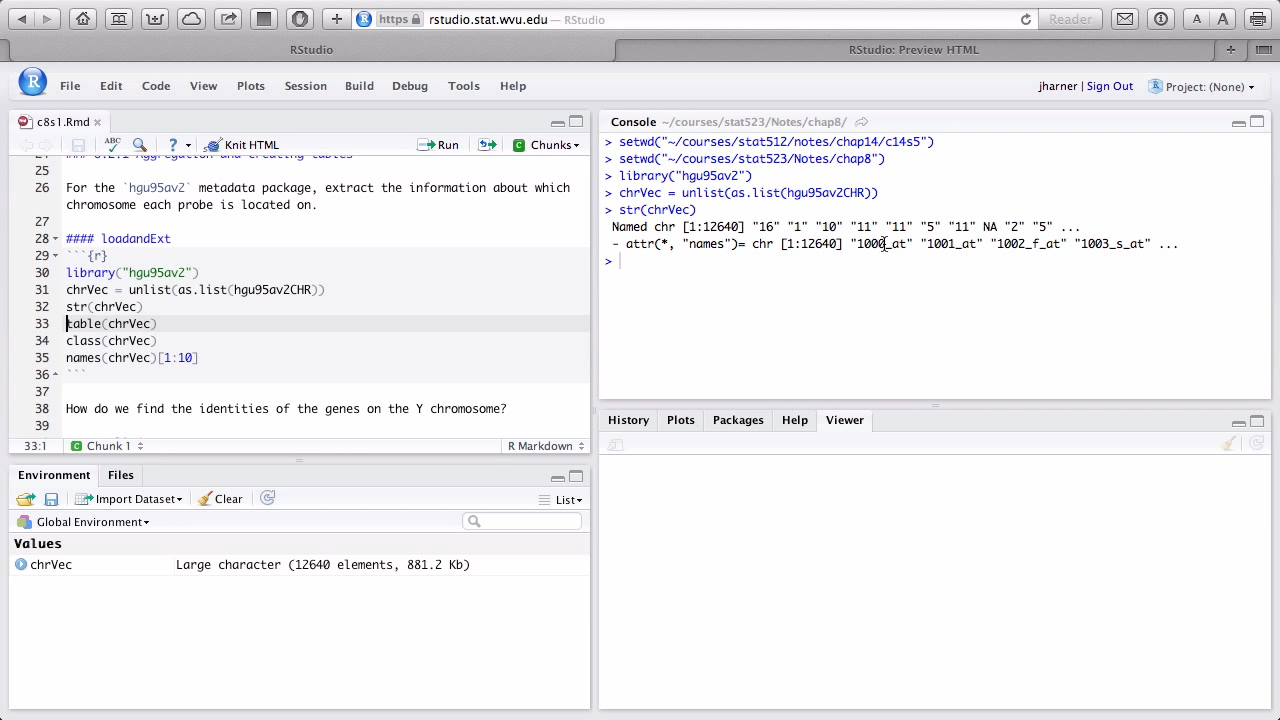 https rstudio.stat.wvu.edu — RStudio
Reader
A A
RStudio
RStudio: Preview HTML
File Edit Code View Plots Session Build Debug Tools Help
jharner | Sign Out Project: (None)
c8s1.Rmd
ABC Knit HTML Run Chunks
25
26 For the `hgu95av2` metadata package, extract the information about which
chromosome each probe is located on.
27
28 #### loadandExt
29 ```{r}
30 library("hgu95av2")
31 chrVec = unlist(as.list(hgu95av2CHR))
32 str(chrVec)
33 table(chrVec)
34 class(chrVec)
35 names(chrVec)[1:10]
36 ```
37
38 How do we find the identities of the genes on the Y chromosome?
39
33:1 Chunk 1 R Markdown
Environment Files
Import Dataset Clear List
Global Environment
Values
chrVec Large character (12640 elements, 881.2 Kb)
Console ~/courses/stat523/Notes/chap8/
> setwd("~/courses/stat512/notes/chap14/c14s5")
> setwd("~/courses/stat523/Notes/chap8")
> library("hgu95av2")
> chrVec = unlist(as.list(hgu95av2CHR))
> str(chrVec)
Named chr [1:12640] "16" "1" "10" "11" "11" "5" "11" NA "2" "5" ...
- attr(*, "names")= chr [1:12640] "1000_at" "1001_at" "1002_f_at" "1003_s_at" ...
>
History Plots Packages Help Viewer